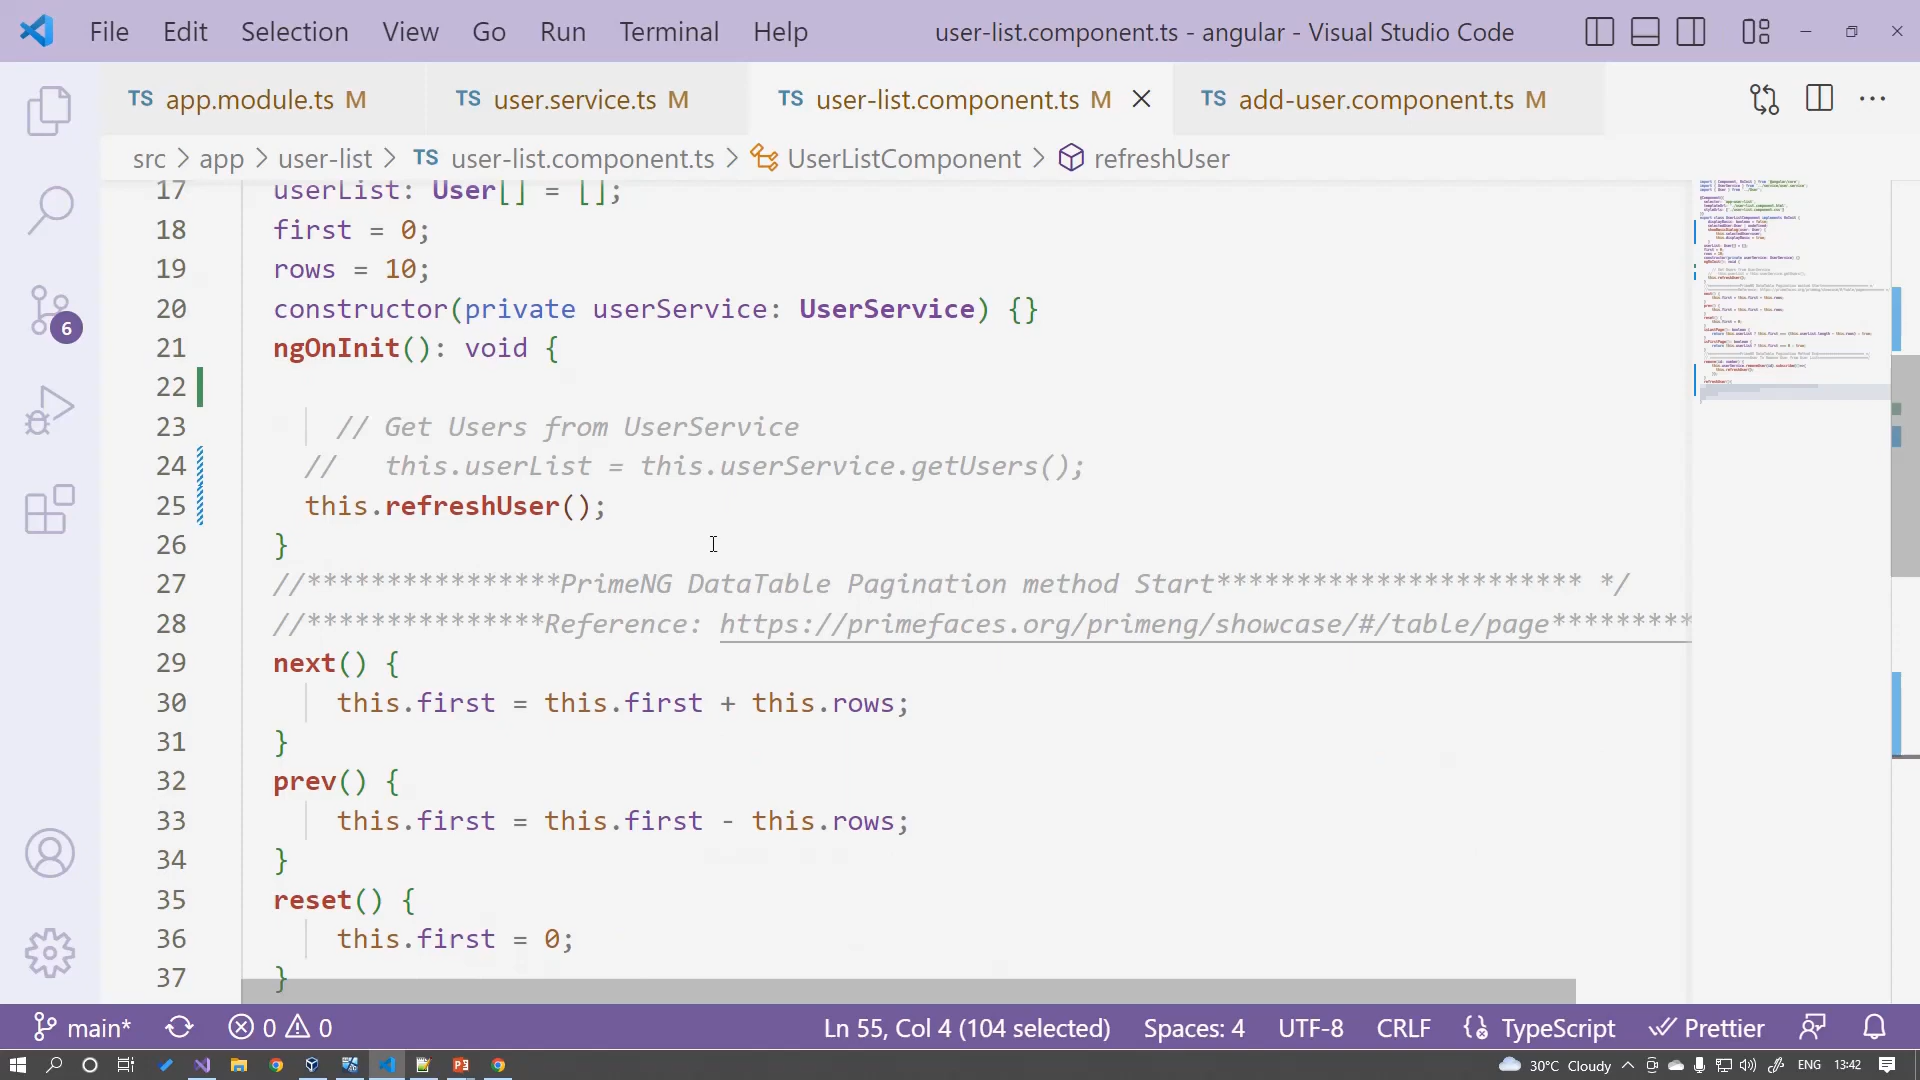 File Edit Selection View Go Run Terminal Help user-list.component.ts - angular - Visual Studio Code
TS app.module.ts M TS user.service.ts M TS user-list.component.ts M TS add-user.component.ts M
src > app > user-list > TS user-list.component.ts > UserListComponent > refreshUser
17 userList: User[] = [];
18 first = 0;
19 rows = 10;
20 constructor(private userService: UserService) {}
21 ngOnInit(): void {
22
23 // Get Users from UserService
24 //   this.userList = this.userService.getUsers();
25 this.refreshUser();
26 }
27 //****************PrimeNG DataTable Pagination method Start*********************** */
28 //***************Reference: https://primefaces.org/primeng/showcase/#/table/page*********
29 next() {
30 this.first = this.first + this.rows;
31 }
32 prev() {
33 this.first = this.first - this.rows;
34 }
35 reset() {
36 this.first = 0;
37 }
6
main* 0 0 Ln 55, Col 4 (104 selected) Spaces: 4 UTF-8 CRLF {} TypeScript Prettier
30°C Cloudy ENG 13:42